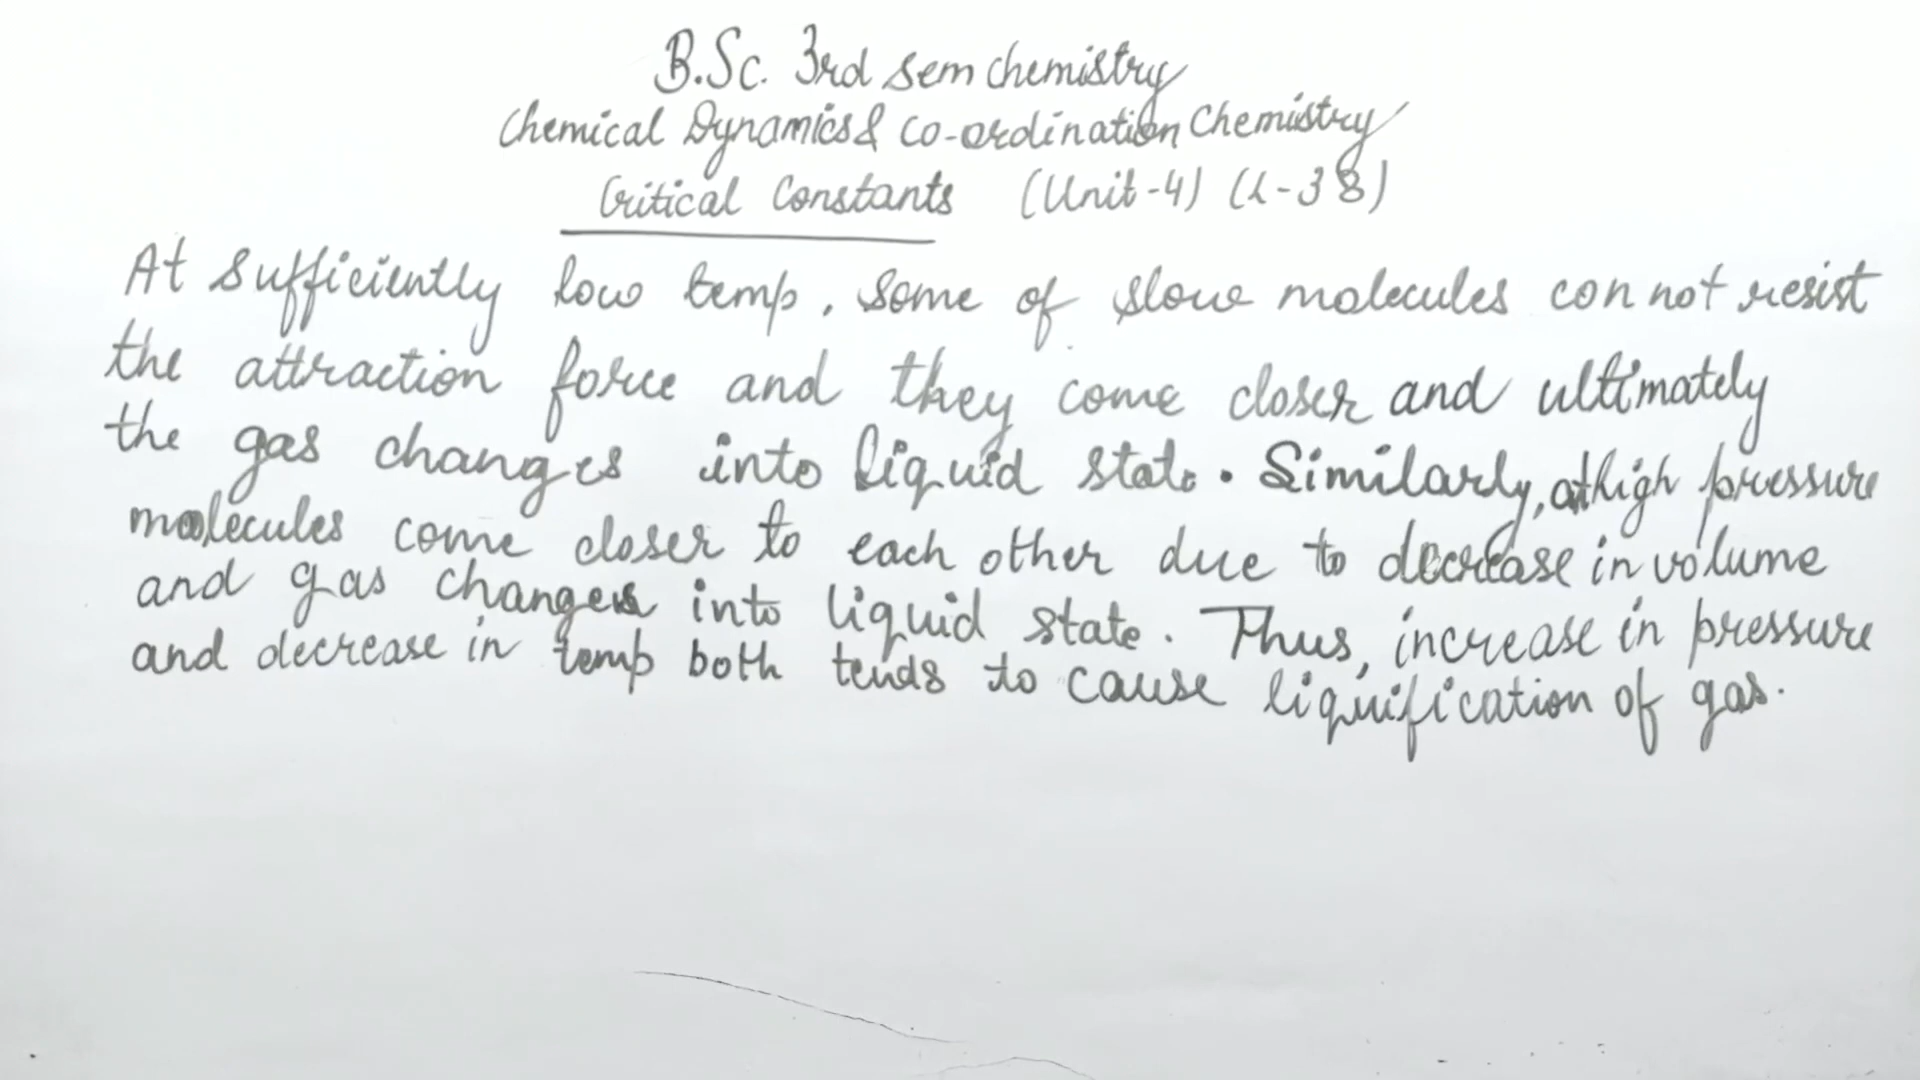 B.Sc. 3rd sem chemistry
Chemical Dynamics & Co-ordination Chemistry
Critical Constants (Unit-4) (L-38)
At sufficiently low temp, some of slow molecules con not resist
the attraction force and they come closer and ultimately
the gas changes into liquid state. Similarly, at high pressure
molecules come closer to each other due to decrease in volume
and gas changes into liquid state. Thus, increase in pressure
and decrease in temp both tends to cause liquification of gas.